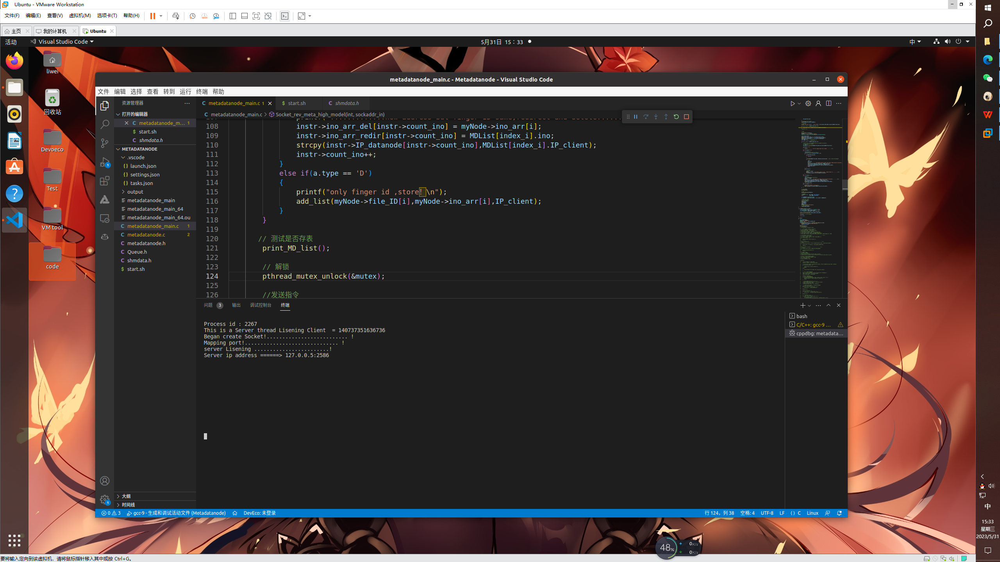 Ubuntu - VMware Workstation
文件(F) 编辑(E) 查看(V) 虚拟机(M) 选项卡(T) 帮助(H)
主页 我的计算机 Ubuntu
活动 Visual Studio Code 5月31日 15：33 中
liwei
回收站
Devoeco
Test
VM tool
code
metadatanode_main.c - Metadatanode - Visual Studio Code
文件 编辑 选择 查看 转到 运行 终端 帮助
资源管理器
打开的编辑器
metadatanode_m... 1
start.sh
shmdata.h
METADATANODE
.vscode
launch.json
settings.json
tasks.json
output
metadatanode_main
metadatanode_main_64
metadatanode_main_64.ou
metadatanode_main.c 1
metadatanode.c 2
metadatanode.h
Queue.h
shmdata.h
start.sh
大纲
时间线
metadatanode_main.c 1 start.sh shmdata.h
metadatanode_main.c > Socket_rev_meta_high_model(int, sockaddr_in)
108 instr->ino_arr_del[instr->count_ino] = myNode->ino_arr[i];
109 instr->ino_arr_redir[instr->count_ino] = MDList[index_i].ino;
110 strcpy(instr->IP_datanode[instr->count_ino],MDList[index_i].IP_client);
111 instr->count_ino++;
112 }
113 else if(a.type == 'D')
114 {
115 printf("only finger id ,store！\n");
116 add_list(myNode->file_ID[i],myNode->ino_arr[i],IP_client);
117 }
118 }
119
120 // 测试是否存表
121 print_MD_list();
122
123 // 解锁
124 pthread_mutex_unlock(&mutex);
125
126 //发送指令
问题 3 输出 调试控制台 终端
Process id : 2267
This is a Server thread Lisening Client  = 140737351636736
Began create Socket!.......................... !
Mapping port!.............................. !
server Lisening ........................!
Server ip address ======> 127.0.0.5:2586
bash
C/C++: gcc-9 ...
cppdbg: metadata...
0 3 gcc-9 - 生成和调试活动文件 (Metadatanode) DevEco: 未登录 行 124，列 38 空格: 4 UTF-8 LF {} C Linux
48% 0K/s
0K/s
要将输入定向到该虚拟机，请将鼠标指针移入其中或按 Ctrl+G。
中
15:33
星期三
2023/5/31